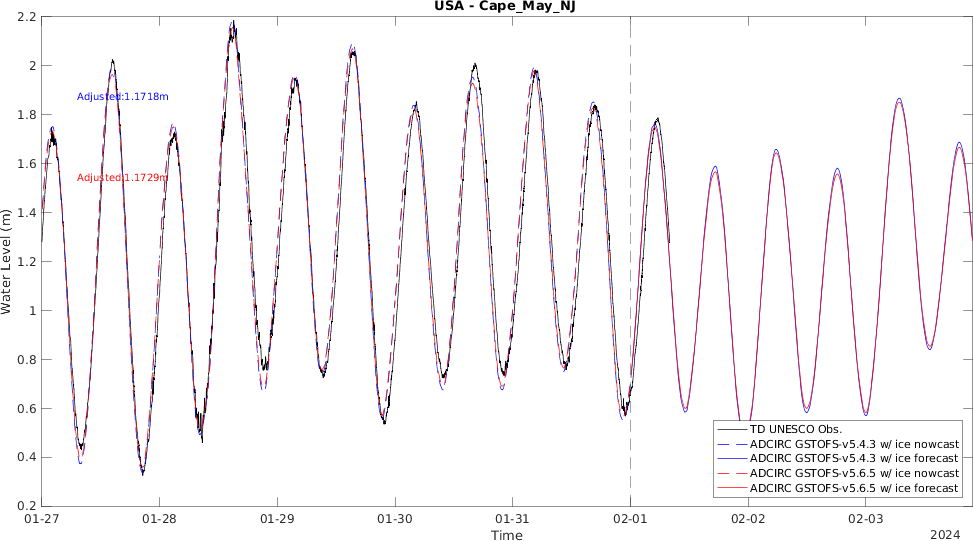 USA - Cape_May_NJ
2.2
2
1.8
1.6
1.4
1.2
1
0.8
0.6
0.4
0.2
Water Level (m)
Adjusted:1.1718m
Adjusted:1.1729m
TD UNESCO Obs.
ADCIRC GSTOFS-v5.4.3 w/ ice nowcast
ADCIRC GSTOFS-v5.4.3 w/ ice forecast
ADCIRC GSTOFS-v5.6.5 w/ ice nowcast
ADCIRC GSTOFS-v5.6.5 w/ ice forecast
01-27 01-28 01-29 01-30 01-31 02-01 02-02 02-03
Time
2024